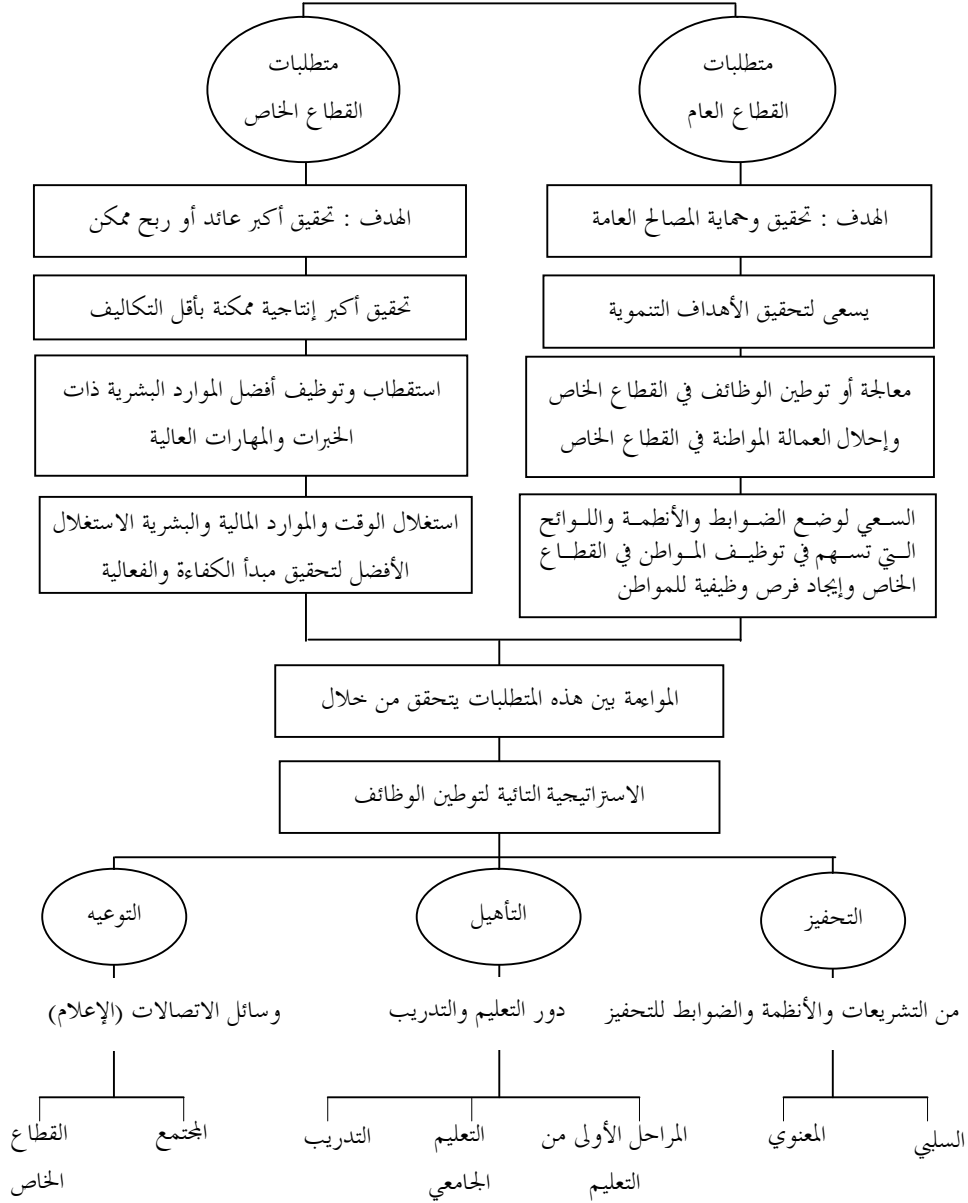 متطلبات
القطاع العام
الهدف : تحقيق وحماية المصالح العامة
يسعى لتحقيق الأهداف التنموية
معالجة أو توطين الوظائف في القطاع الخاص
وإحلال العمالة المواطنة في القطاع الخاص
السعي لوضع الضوابط والأنظمة واللوائح
التي تسهم في توظيف المواطن في القطاع
الخاص وإيجاد فرص وظيفية للمواطن
متطلبات
القطاع الخاص
الهدف : تحقيق أكبر عائد أو ربح ممكن
تحقيق أكبر إنتاجية ممكنة بأقل التكاليف
استقطاب وتوظيف أفضل الموارد البشرية ذات
الخبرات والمهارات العالية
استغلال الوقت والموارد المالية والبشرية الاستغلال
الأفضل لتحقيق مبدأ الكفاءة والفعالية
المواءمة بين هذه المتطلبات يتحقق من خلال
الاستراتيجية التائية لتوطين الوظائف
التحفيز
من التشريعات والأنظمة والضوابط للتحفيز
السلبي
المعنوي
التأهيل
دور التعليم والتدريب
المراحل الأولى من
التعليم
التعليم
الجامعي
التدريب
التوعيه
وسائل الاتصالات (الإعلام)
المجتمع
القطاع
الخاص